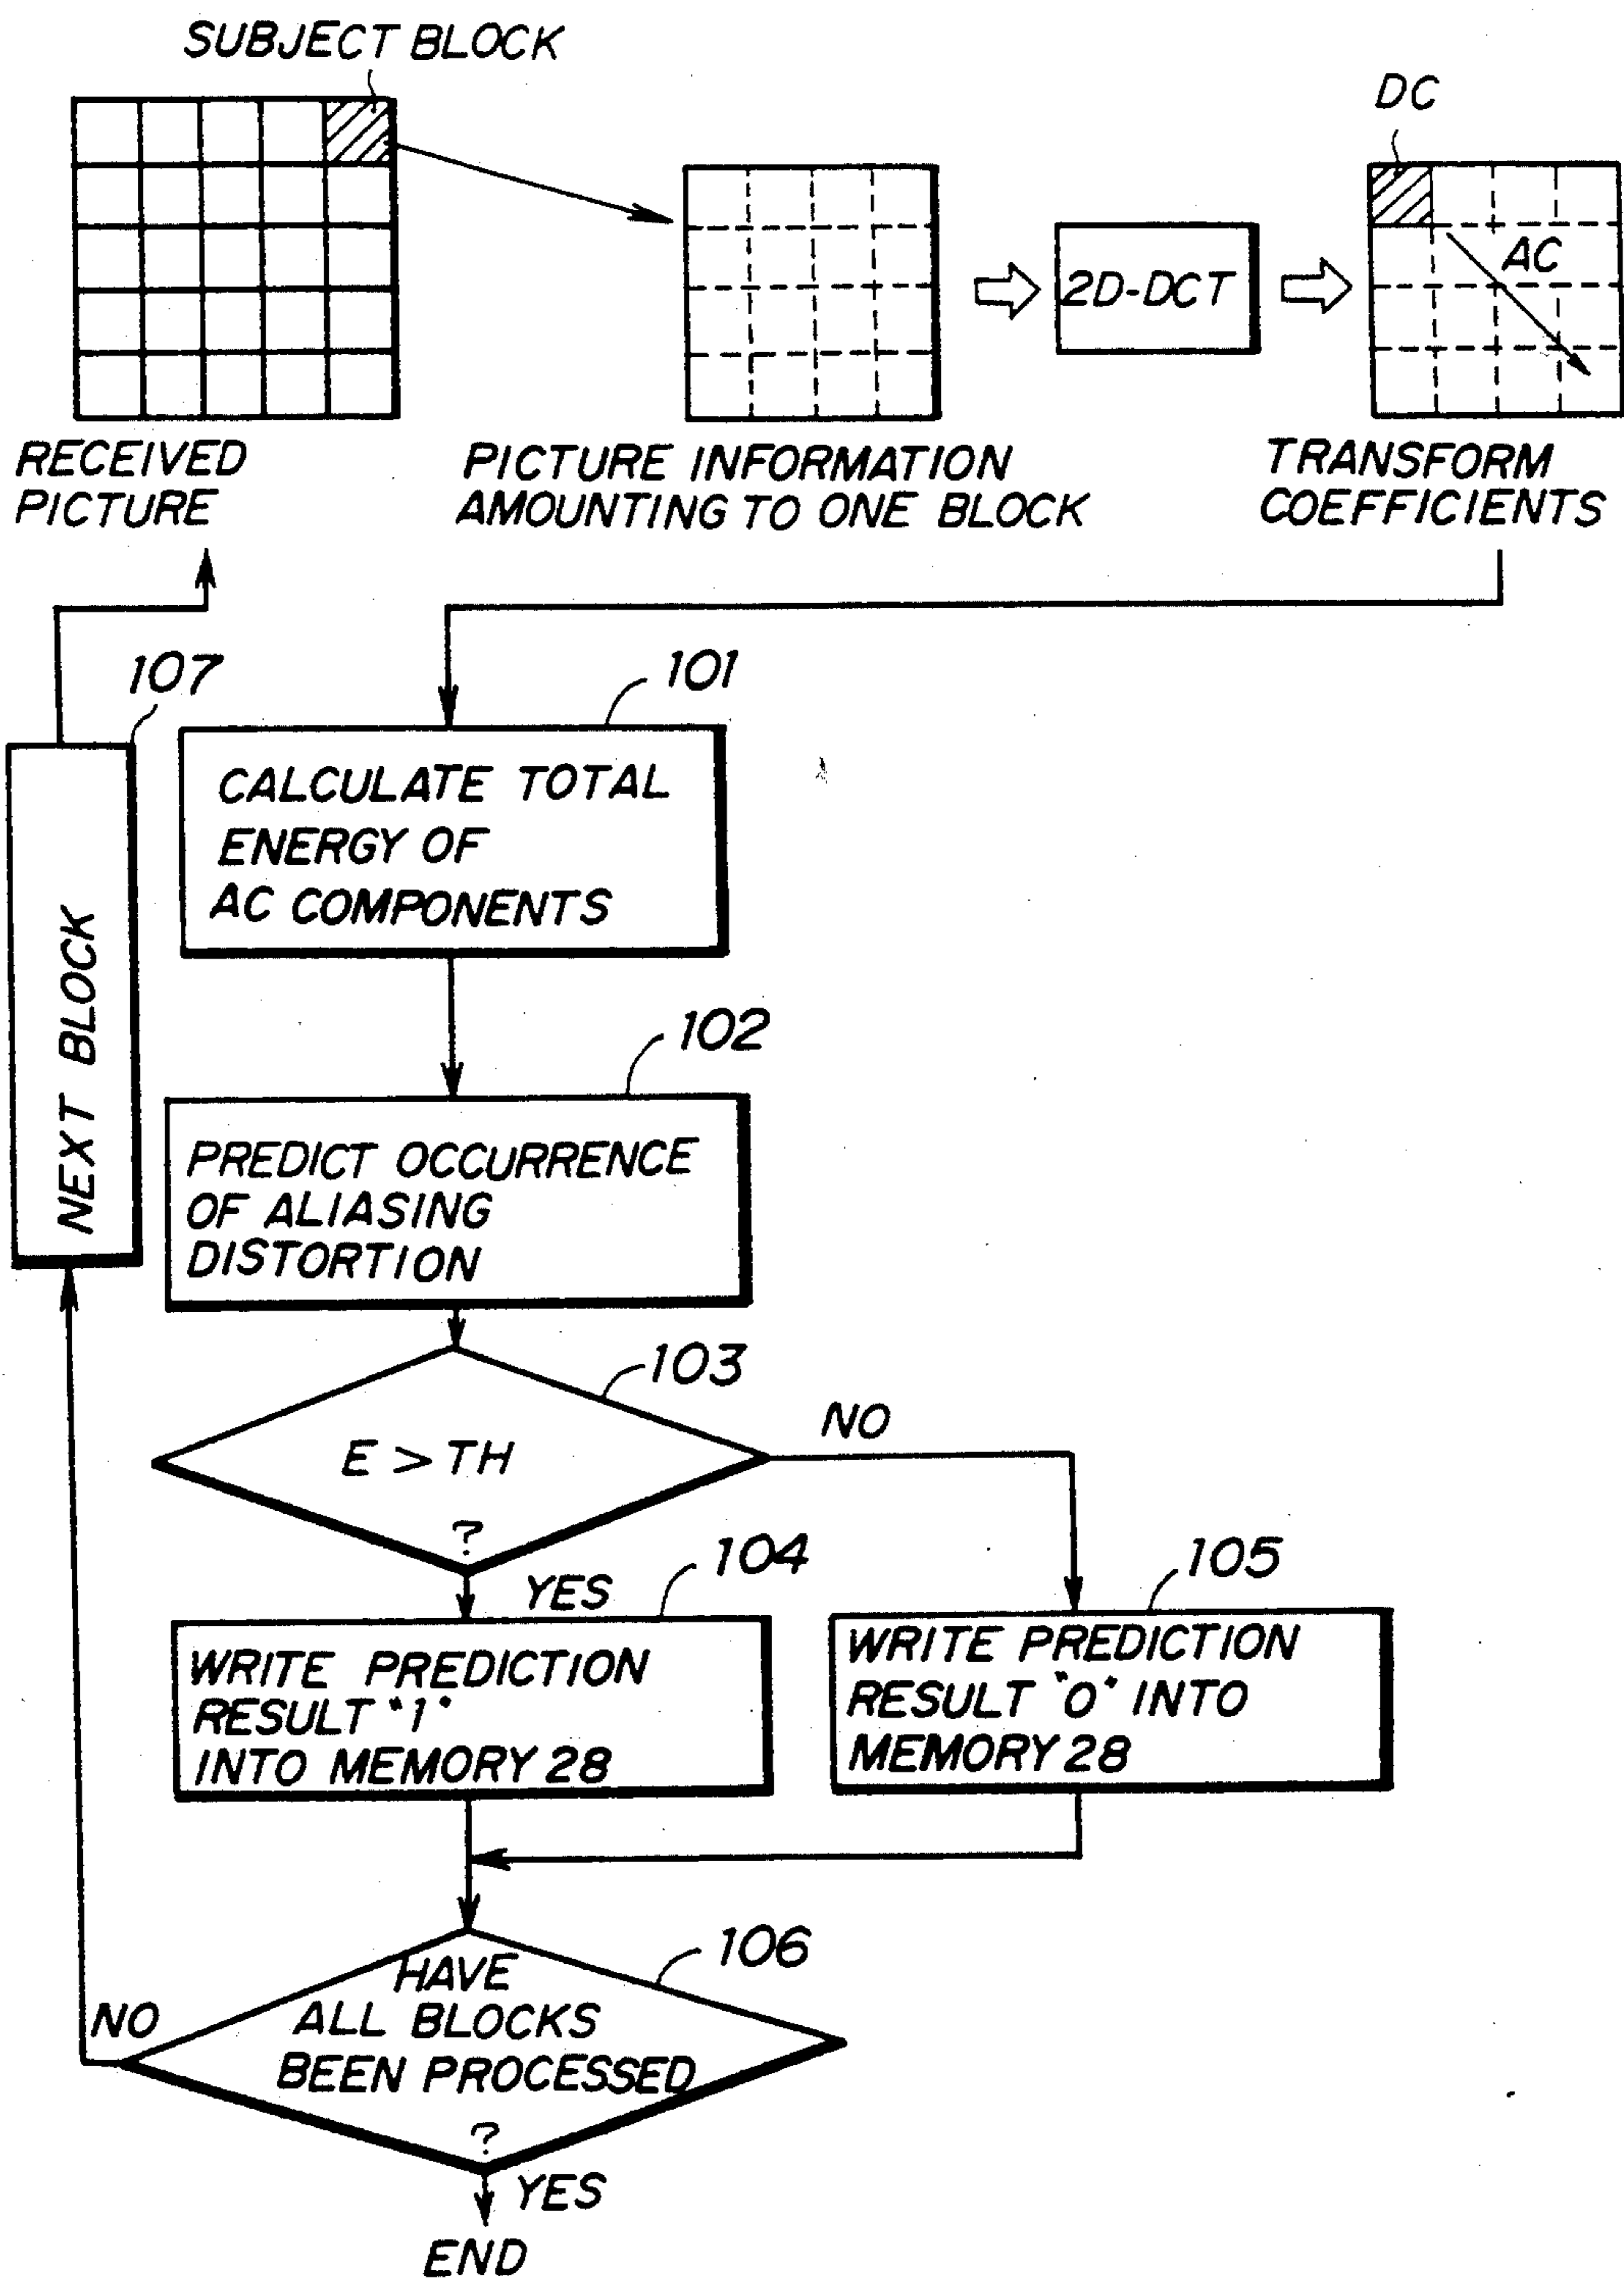 SUBJECT BLOCK
DC
AC
2D-DCT
RECEIVED
PICTURE
PICTURE INFORMATION
AMOUNTING TO ONE BLOCK
TRANSFORM
COEFFICIENTS
107
101
CALCULATE TOTAL
ENERGY OF
AC COMPONENTS
NEXT BLOCK
102
PREDICT OCCURRENCE
OF ALIASING
DISTORTION
103
E > TH
?
NO
YES
104
WRITE PREDICTION
RESULT "1"
INTO MEMORY 28
105
WRITE PREDICTION
RESULT "0" INTO
MEMORY 28
106
HAVE
ALL BLOCKS
BEEN PROCESSED
?
NO
YES
END